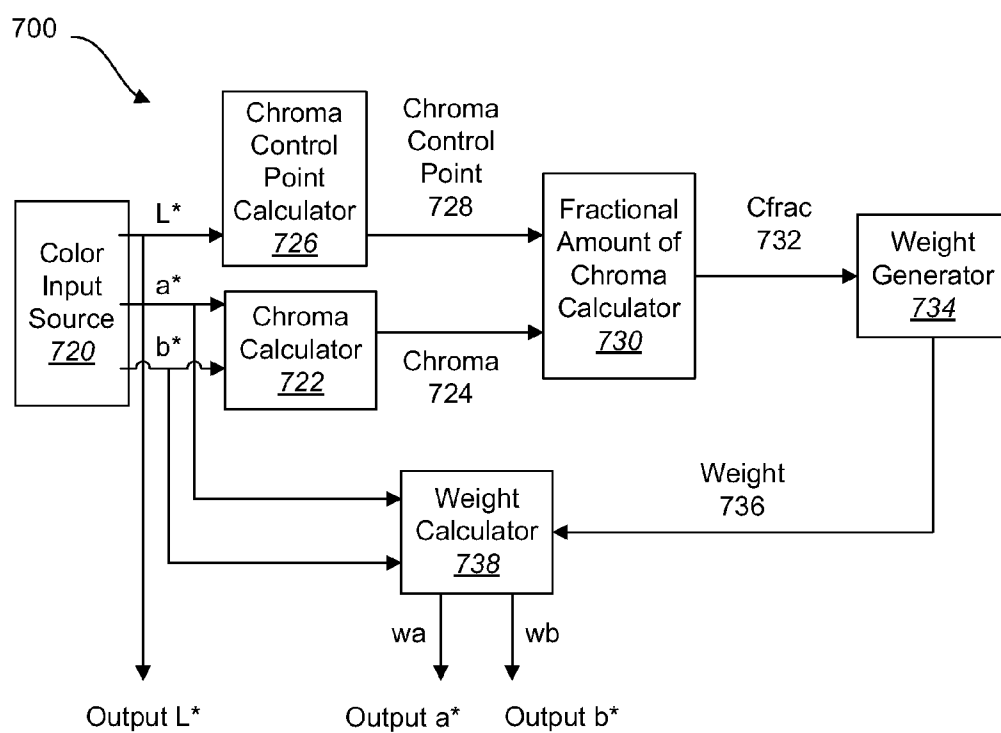 700
Chroma
Control
Point
Calculator
726
Chroma
Control
Point
728
L*
Color
Input
Source
720
a*
b*
Chroma
Calculator
722
Chroma
724
Fractional
Amount of
Chroma
Calculator
730
Cfrac
732
Weight
Generator
734
Weight
736
Weight
Calculator
738
wa
wb
Output L*
Output a*
Output b*